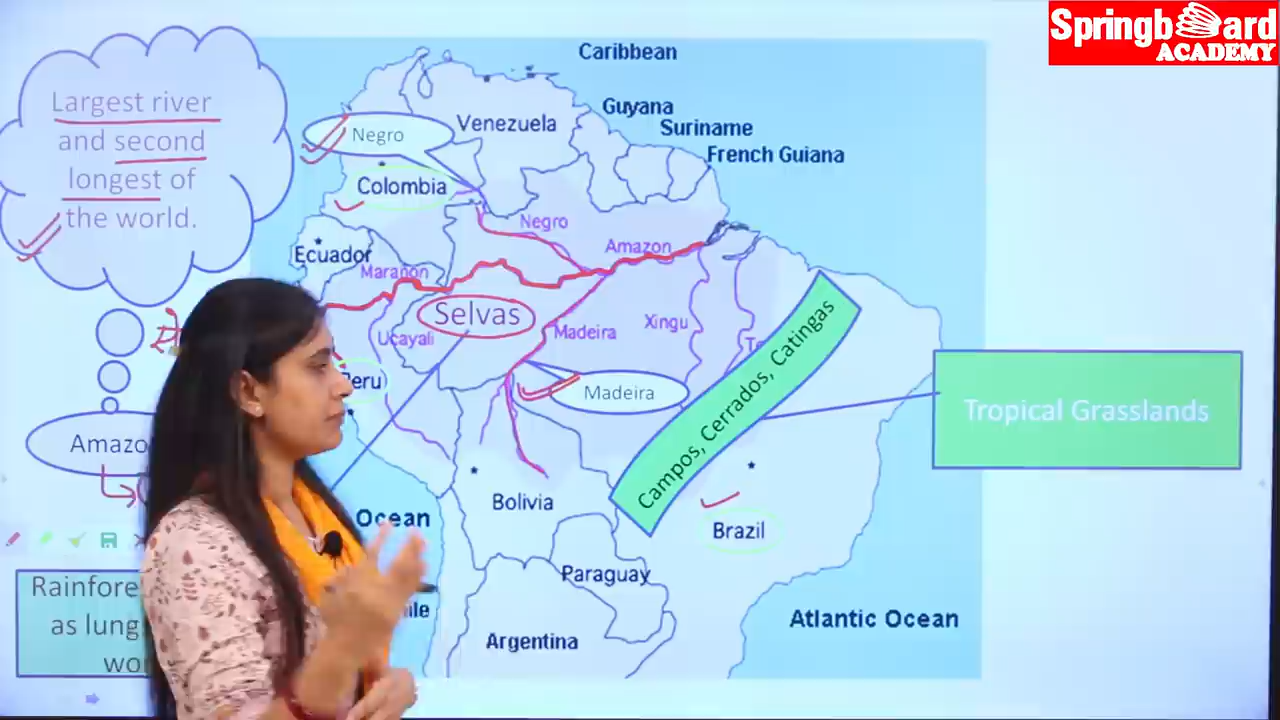 Springboard
ACADEMY
Largest river
and second
longest of
the world.
Caribbean
Guyana
Suriname
French Guiana
Negro
Venezuela
Colombia
Negro
Amazon
Ecuador
Marañon
Selvas
Ucayali
Madeira
Xingu
Madeira
Campos, Cerrados, Catingas
Tropical Grasslands
Bolivia
Brazil
Ocean
Paraguay
Argentina
Atlantic Ocean
as